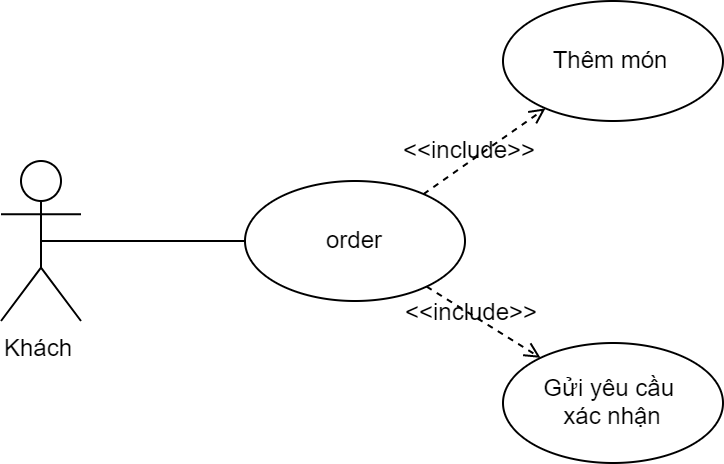 Thêm món
<<include>>
order
<<include>>
Khách
Gửi yêu cầu
xác nhận